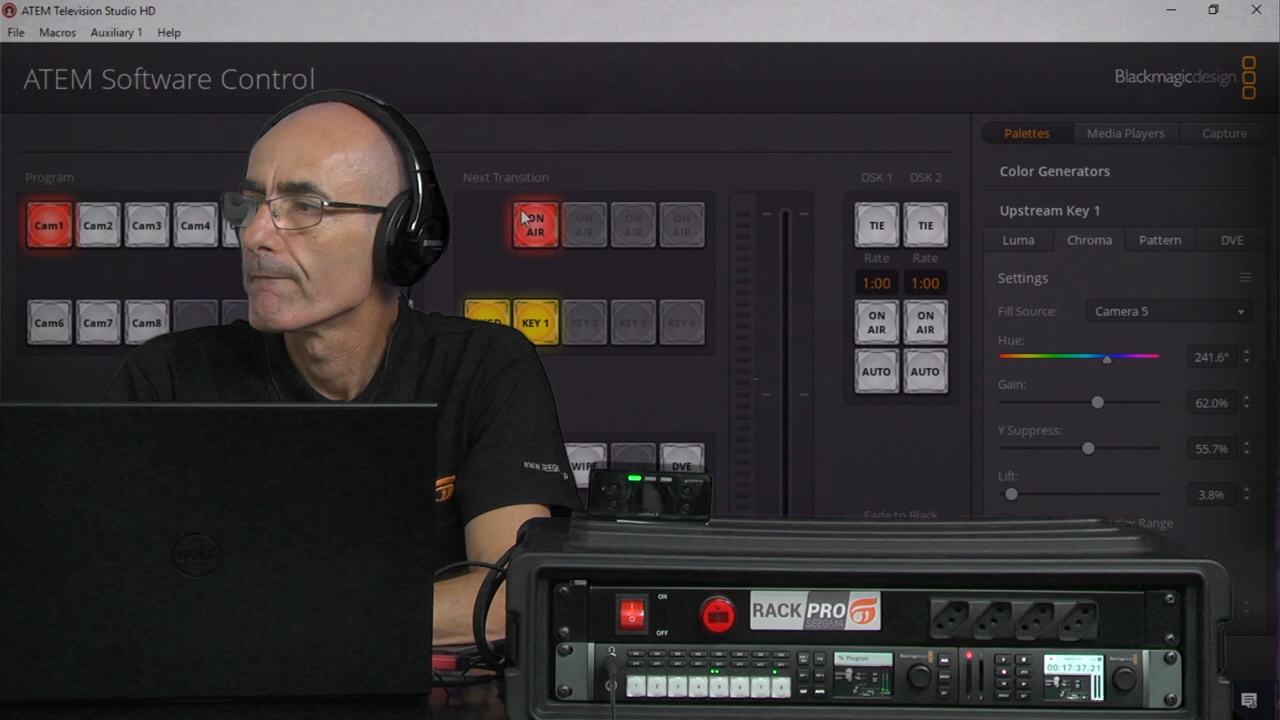 ATEM Television Studio HD
File Macros Auxiliary 1 Help
ATEM Software Control
Blackmagicdesign
Palettes Media Players Capture
Color Generators
Upstream Key 1
Luma Chroma Pattern DVE
Settings
Fill Source: Camera 5
Hue:
241.6°
Gain:
62.0%
Y Suppress:
55.7%
Lift:
3.8%
Key Range
Program
Cam1 Cam2 Cam3 Cam4
Cam6 Cam7 Cam8
Next Transition
ON AIR ON AIR ON AIR ON AIR
KEY 1 KEY 2 KEY 3 KEY 4
WIPE DVE
DSK 1 DSK 2
TIE TIE
Rate Rate
1:00 1:00
ON AIR ON AIR
AUTO AUTO
Fade to Black
DELL
ON
OFF
RACK PRO
SEEGMA
Program
00:17:37:21